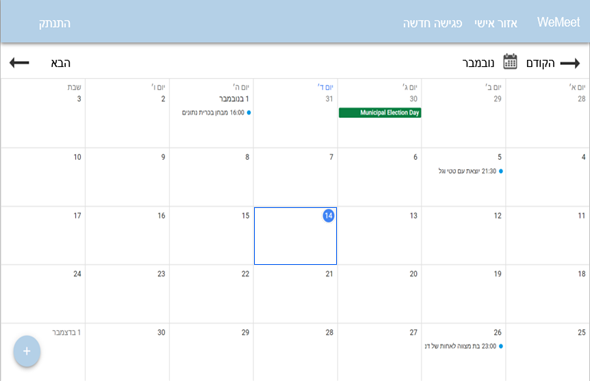 WeMeet אזור אישי פגישה חדשה התנתק
הקודם נובמבר הבא
יום א׳ יום ב׳ יום ג׳ יום ד׳ יום ה׳ יום ו׳ שבת
28 29 30 31 1 בנובמבר 2 3
Municipal Election Day 16:00 מבחן בכרית נתונים
4 5 6 7 8 9 10
21:30 יוצאת עם טטי וגל
11 12 13 14 15 16 17
18 19 20 21 22 23 24
25 26 27 28 29 30 1 בדצמבר
23:00 בת מצווה לאחות של דנ
+